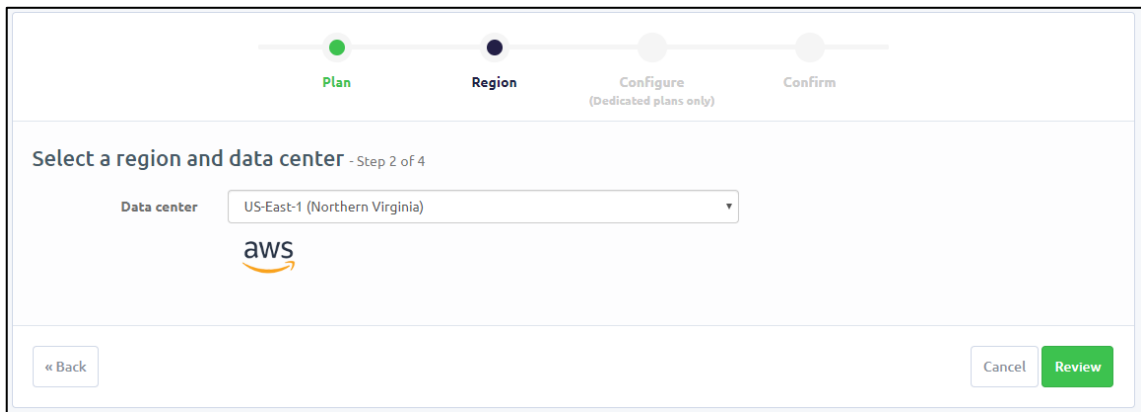 Plan Region Configure Confirm
(Dedicated plans only)
Select a region and data center - Step 2 of 4
Data center US-East-1 (Northern Virginia)
aws
« Back Cancel Review